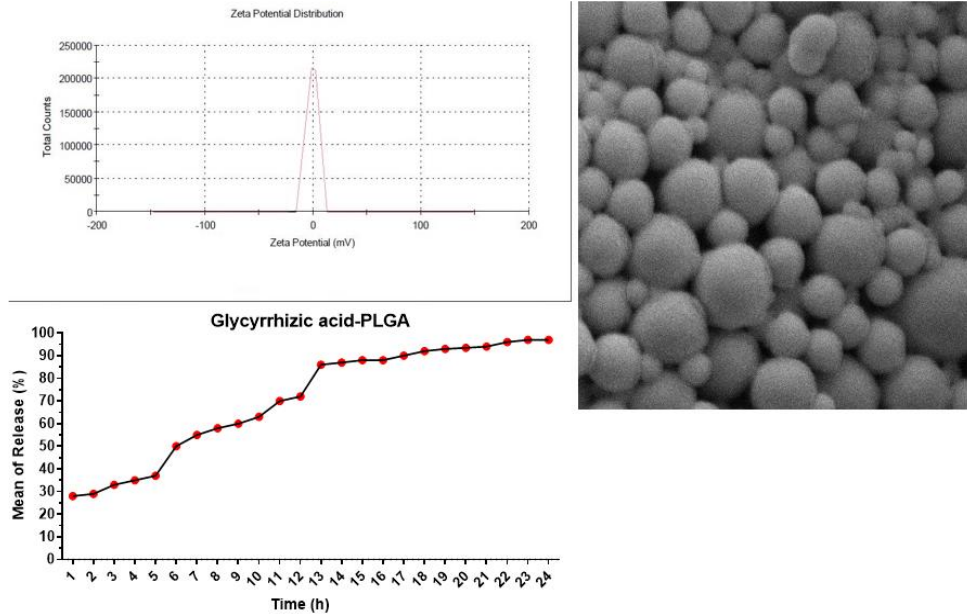 Zeta Potential Distribution
250000
200000
150000
100000
50000
0
Total Counts
-200 -100 0 100 200
Zeta Potential (mV)
Glycyrrhizic acid-PLGA
100
90
80
70
60
50
40
30
20
10
0
Mean of Release (%)
1 2 3 4 5 6 7 8 9 10 11 12 13 14 15 16 17 18 19 20 21 22 23 24
Time (h)